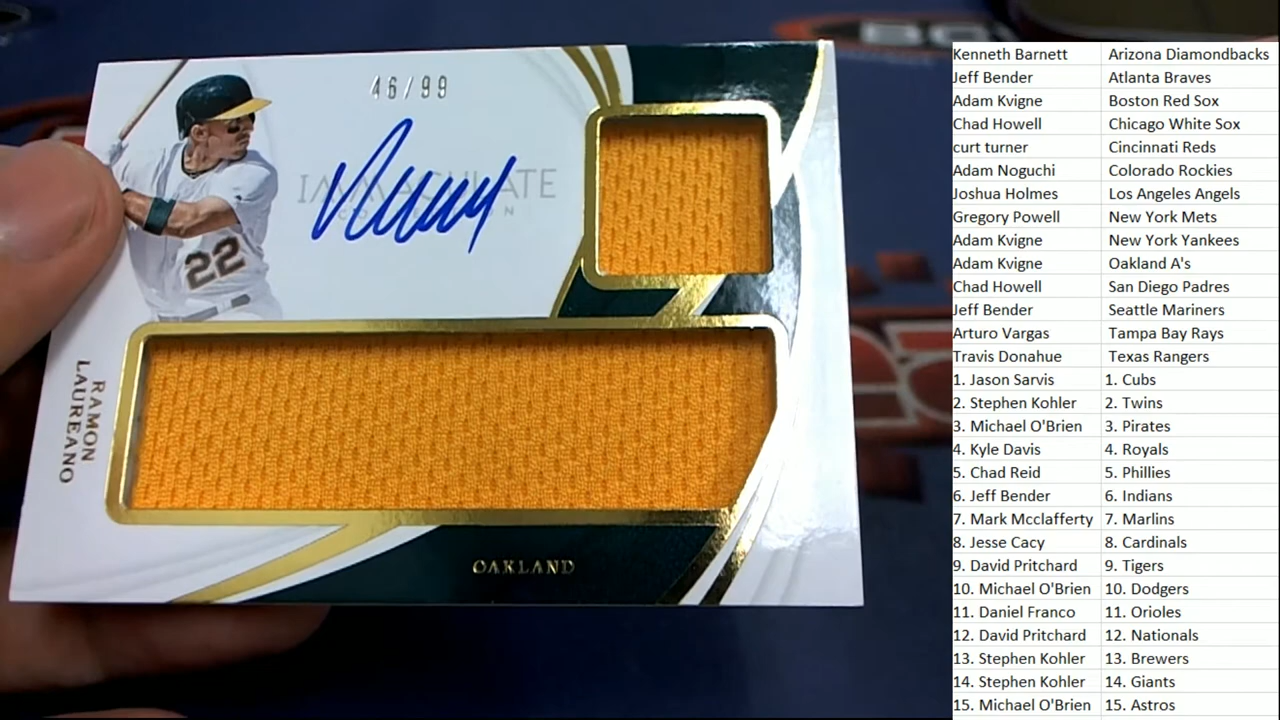 46/99
IMMACULATE
COLLECTION
22
RAMON
LAUREANO
OAKLAND
Kenneth Barnett Arizona Diamondbacks
Jeff Bender Atlanta Braves
Adam Kvigne Boston Red Sox
Chad Howell Chicago White Sox
curt turner Cincinnati Reds
Adam Noguchi Colorado Rockies
Joshua Holmes Los Angeles Angels
Gregory Powell New York Mets
Adam Kvigne New York Yankees
Adam Kvigne Oakland A's
Chad Howell San Diego Padres
Jeff Bender Seattle Mariners
Arturo Vargas Tampa Bay Rays
Travis Donahue Texas Rangers
1. Jason Sarvis 1. Cubs
2. Stephen Kohler 2. Twins
3. Michael O'Brien 3. Pirates
4. Kyle Davis 4. Royals
5. Chad Reid 5. Phillies
6. Jeff Bender 6. Indians
7. Mark Mcclafferty 7. Marlins
8. Jesse Cacy 8. Cardinals
9. David Pritchard 9. Tigers
10. Michael O'Brien 10. Dodgers
11. Daniel Franco 11. Orioles
12. David Pritchard 12. Nationals
13. Stephen Kohler 13. Brewers
14. Stephen Kohler 14. Giants
15. Michael O'Brien 15. Astros